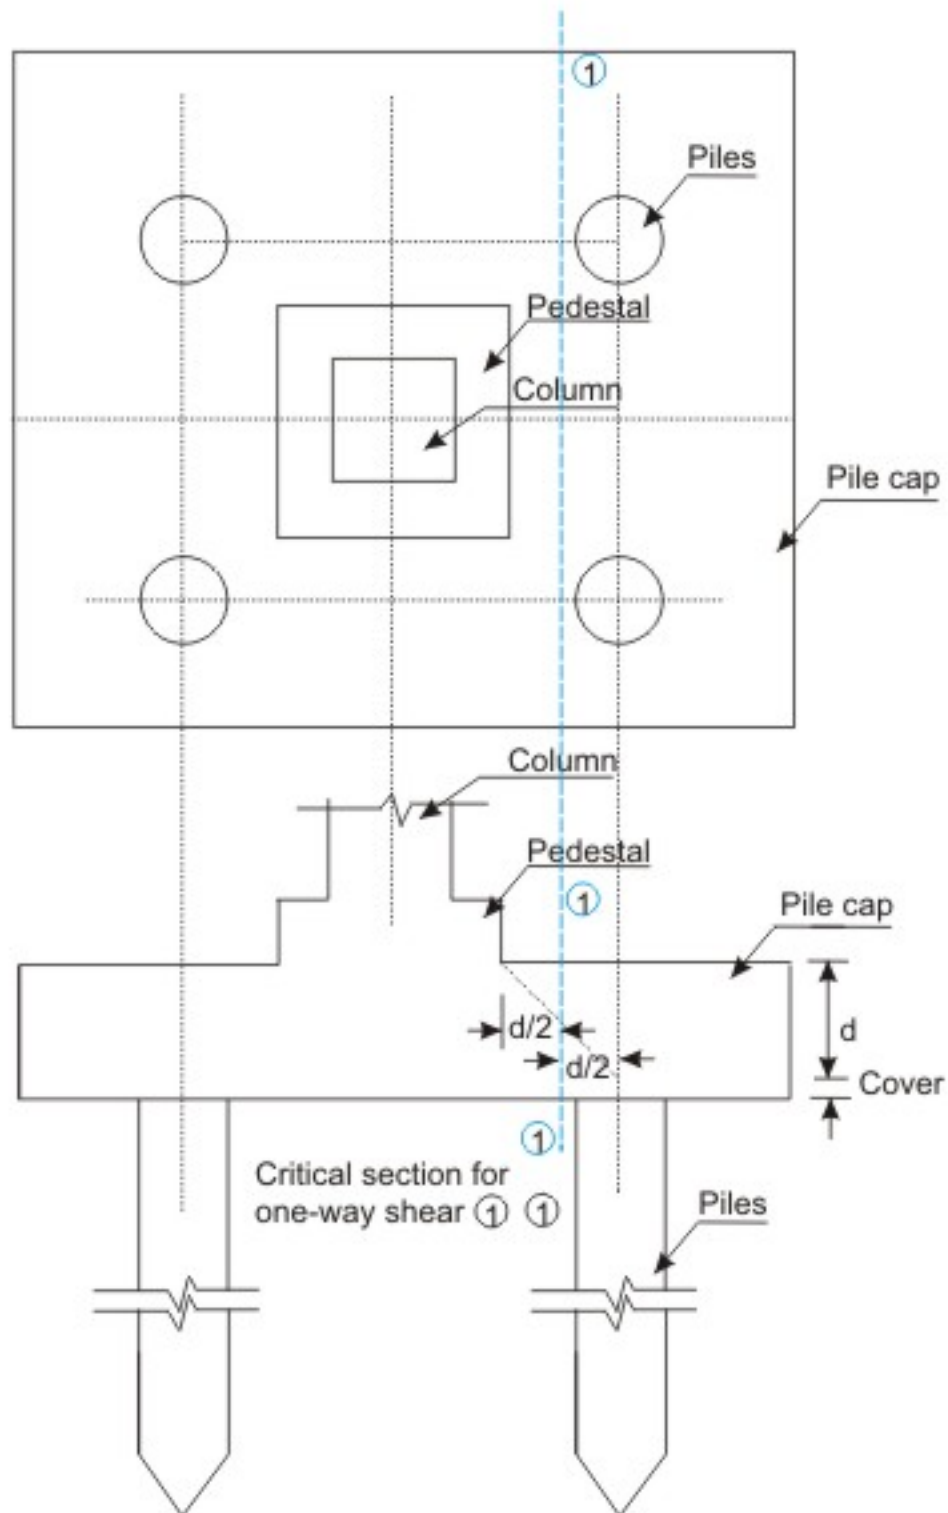 ①
Piles
Pedestal
Column
Pile cap
Column
Pedestal
①
Pile cap
d/2
d
d/2
Cover
①
Critical section for
one-way shear ① ①
Piles